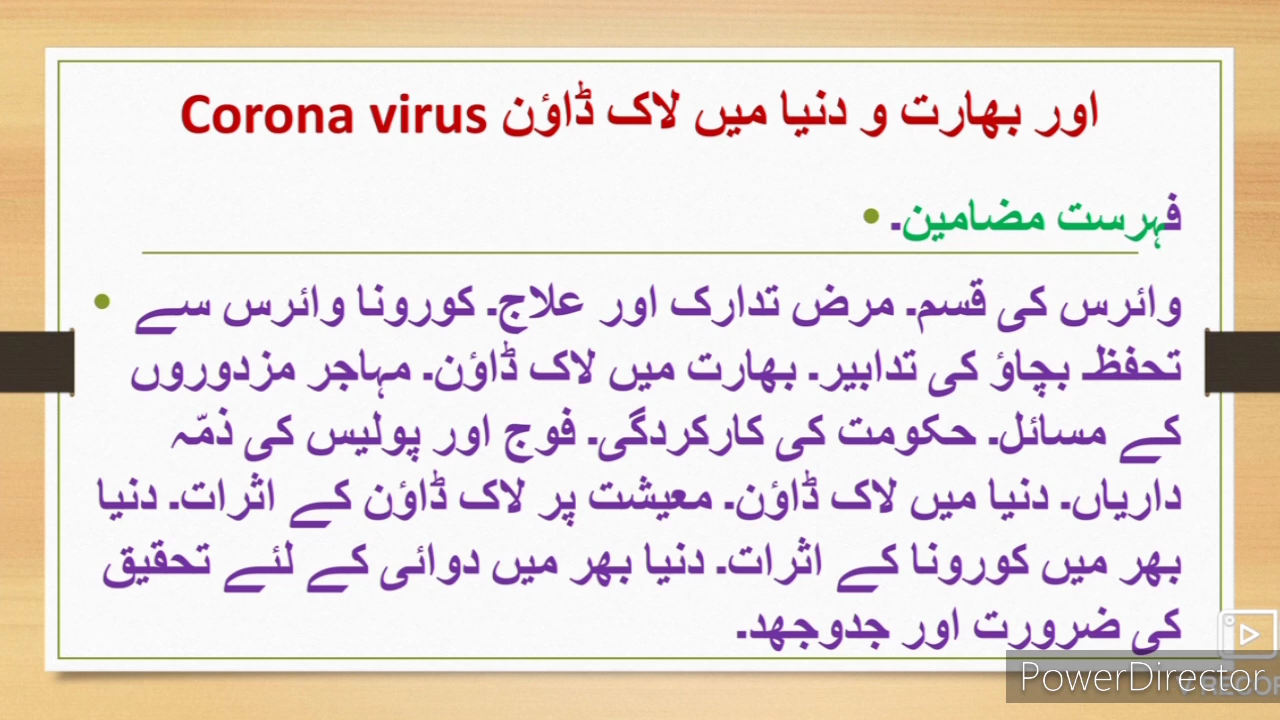 Corona virus اور بھارت و دنیا میں لاک ڈاؤن
فہرست مضامین۔
وائرس کی قسم۔ مرض تدارک اور علاج۔ کورونا وائرس سے
تحفظ بچاؤ کی تدابیر۔ بھارت میں لاک ڈاؤن۔ مہاجر مزدوروں
کے مسائل۔ حکومت کی کارکردگی۔ فوج اور پولیس کی ذمّہ
داریاں۔ دنیا میں لاک ڈاؤن۔ معیشت پر لاک ڈاؤن کے اثرات۔ دنیا
بھر میں کورونا کے اثرات۔ دنیا بھر میں دوائی کے لئے تحقیق
کی ضرورت اور جدوجھد۔
PowerDirector